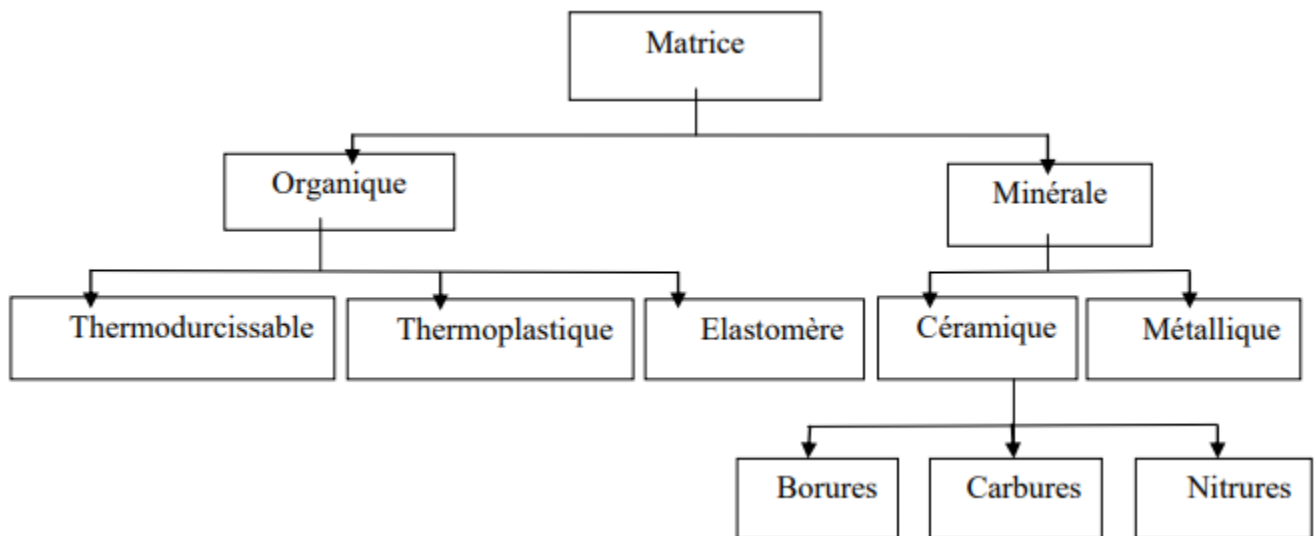 Matrice
Organique
Minérale
Thermodurcissable
Thermoplastique
Elastomère
Céramique
Métallique
Borures
Carbures
Nitrures